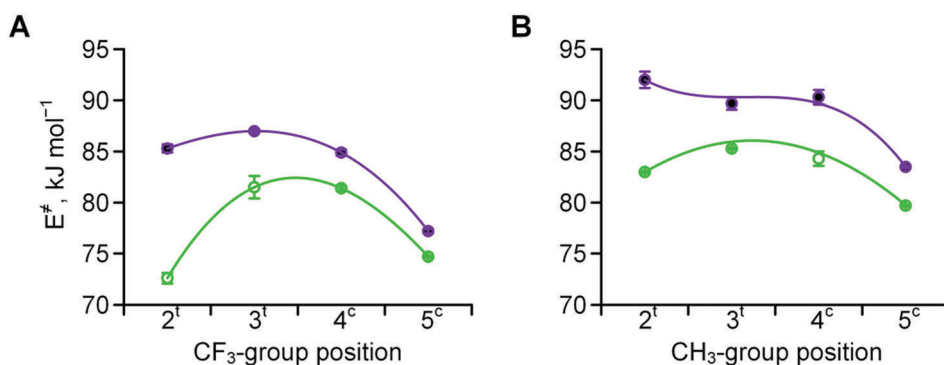 A
95
90
85
80
75
70
E≠, kJ mol⁻¹
2ᵗ 3ᵗ 4ᶜ 5ᶜ
CF₃-group position
B
95
90
85
80
75
70
2ᵗ 3ᵗ 4ᶜ 5ᶜ
CH₃-group position